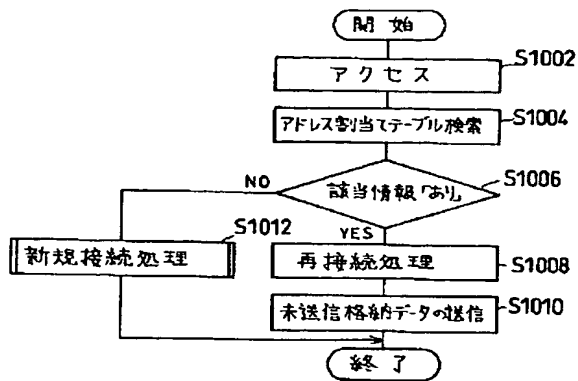 開始
アクセス
S1002
アドレス割当てテーブル検索
S1004
該当情報「あり」
S1006
NO
YES
新規接続処理
S1012
再接続処理
S1008
未送信格納データの送信
S1010
終了